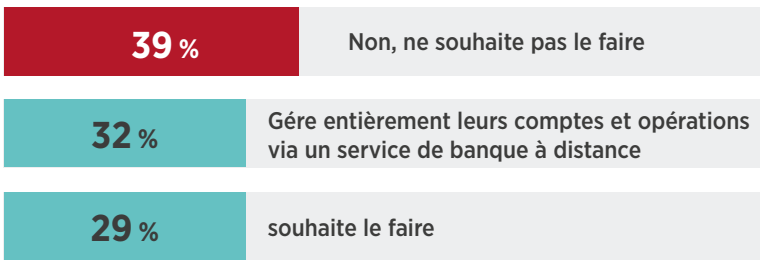 39 %
Non, ne souhaite pas le faire
32 %
Gére entièrement leurs comptes et opérations
via un service de banque à distance
29 %
souhaite le faire